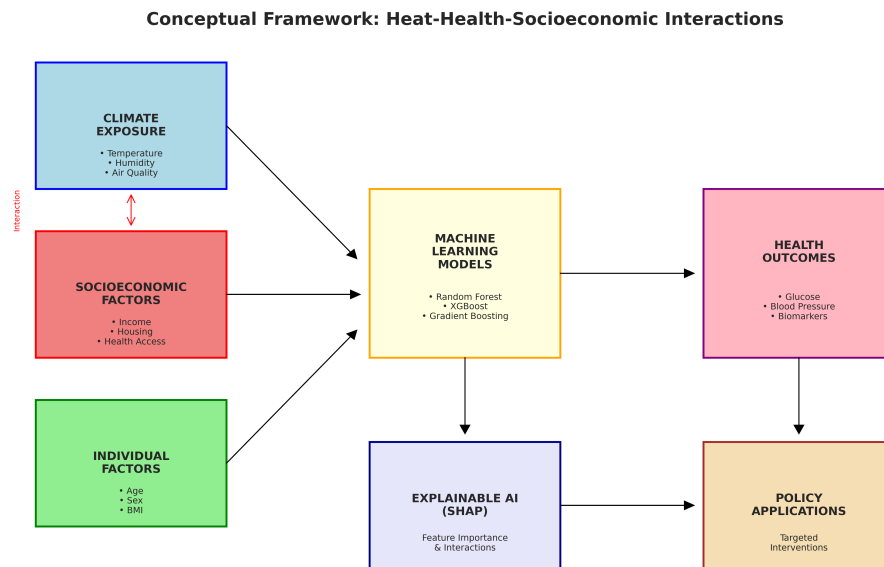 Conceptual Framework: Heat-Health-Socioeconomic Interactions
CLIMATE
EXPOSURE
• Temperature
• Humidity
• Air Quality
Interaction
SOCIOECONOMIC
FACTORS
• Income
• Housing
• Health Access
INDIVIDUAL
FACTORS
• Age
• Sex
• BMI
MACHINE
LEARNING
MODELS
• Random Forest
• XGBoost
• Gradient Boosting
HEALTH
OUTCOMES
• Glucose
• Blood Pressure
• Biomarkers
EXPLAINABLE AI
(SHAP)
Feature Importance
& Interactions
POLICY
APPLICATIONS
Targeted
Interventions